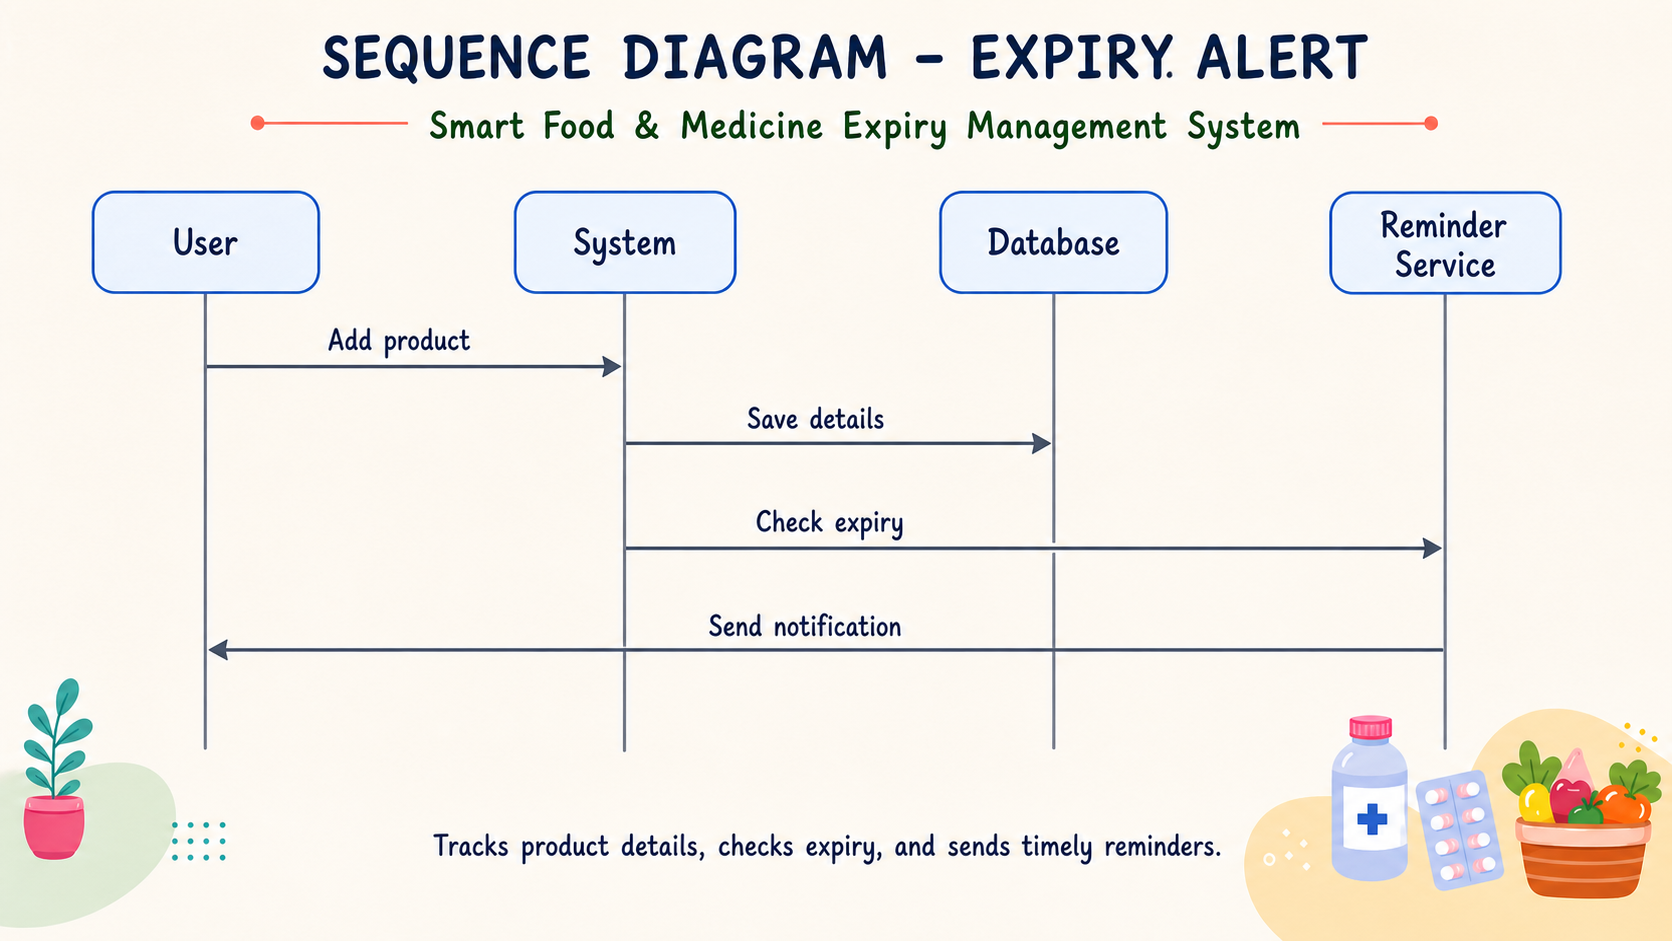 SEQUENCE DIAGRAM – EXPIRY. ALERT
Smart Food & Medicine Expiry Management System
User
System
Database
Reminder
Service
Add product
Save details
Check expiry
Send notification
Tracks product details, checks expiry, and sends timely reminders.